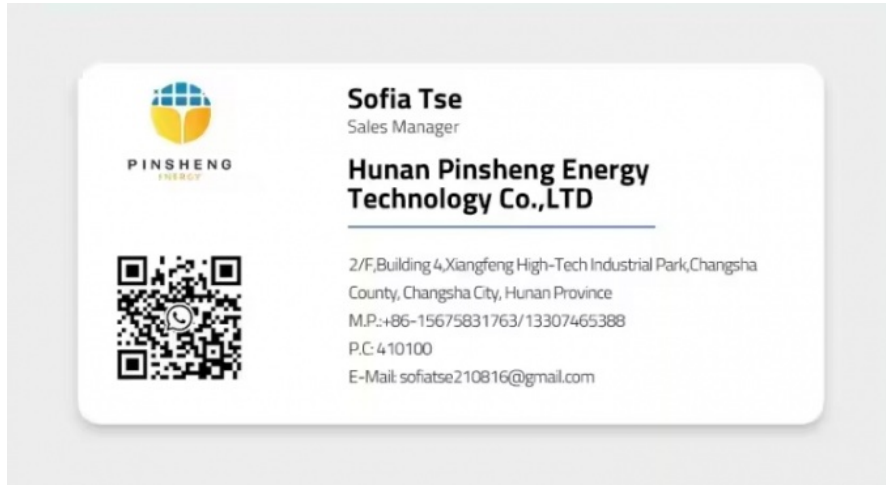 PINSHENG
ENERGY
Sofia Tse
Sales Manager
Hunan Pinsheng Energy
Technology Co.,LTD
2/F,Building 4,Xiangfeng High-Tech Industrial Park,Changsha
County, Changsha City, Hunan Province
M.P.:+86-15675831763/13307465388
P.C: 410100
E-Mail: sofiatse210816@gmail.com